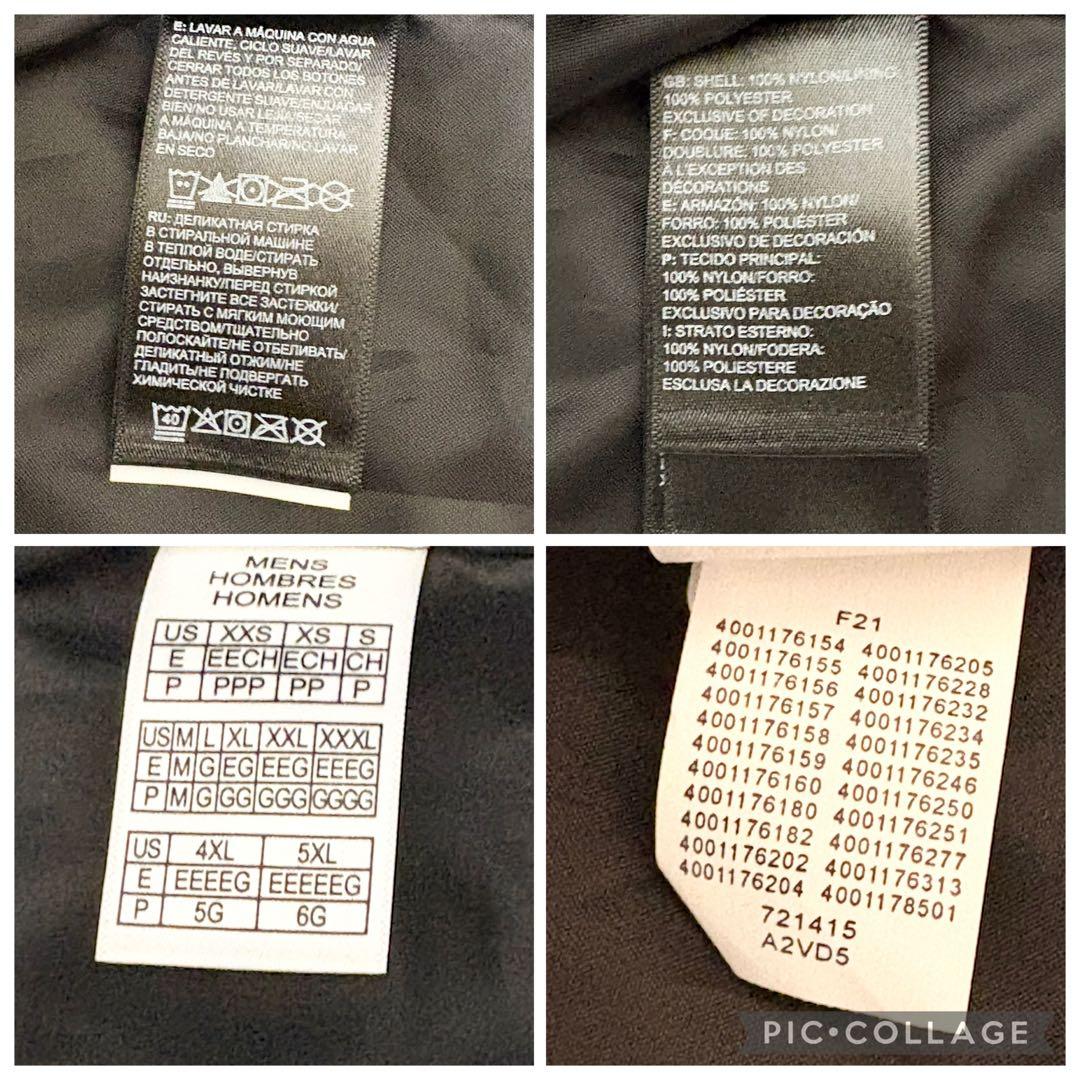 E: LAVAR A MÁQUINA CON AGUA
CALIENTE, CICLO SUAVE/LAVAR
DEL REVÉS Y POR SEPARADO/
CERRAR TODOS LOS BOTONES
ANTES DE LAVAR/LAVAR CON
DETERGENTE SUAVE/ENJUAGAR
BIEN/NO USAR LEJÍA/SECAR
A MÁQUINA A TEMPERATURA
BAJA/NO PLANCHAR/NO LAVAR
EN SECO
RU: ДЕЛИКАТНАЯ СТИРКА
В СТИРАЛЬНОЙ МАШИНЕ
В ТЕПЛОЙ ВОДЕ/СТИРАТЬ
ОТДЕЛЬНО, ВЫВЕРНУВ
НАИЗНАНКУ/ПЕРЕД СТИРКОЙ
ЗАСТЕГНИТЕ ВСЕ ЗАСТЕЖКИ/
СТИРАТЬ С МЯГКИМ МОЮЩИМ
СРЕДСТВОМ/ТЩАТЕЛЬНО
ПОЛОСКАЙТЕ/НЕ ОТБЕЛИВАТЬ/
ДЕЛИКАТНЫЙ ОТЖИМ/НЕ
ГЛАДИТЬ/НЕ ПОДВЕРГАТЬ
ХИМИЧЕСКОЙ ЧИСТКЕ
40
GB: SHELL: 100% NYLON/LINING:
100% POLYESTER
EXCLUSIVE OF DECORATION
F: COQUE: 100% NYLON/
DOUBLURE: 100% POLYESTER
À L'EXCEPTION DES
DÉCORATIONS
E: ARMAZÓN: 100% NYLON/
FORRO: 100% POLIÉSTER
EXCLUSIVO DE DECORACIÓN
P: TECIDO PRINCIPAL:
100% NYLON/FORRO:
100% POLIÉSTER
EXCLUSIVO PARA DECORAÇÃO
I: STRATO ESTERNO:
100% NYLON/FODERA:
100% POLIESTERE
ESCLUSA LA DECORAZIONE
MENS
HOMBRES
HOMENS
US XXS XS S
E EECH ECH CH
P PPP PP P
US M L XL XXL XXXL
E M G EG EEG EEEG
P M G GG GGG GGGG
US 4XL 5XL
E EEEEG EEEEEG
P 5G 6G
F21
4001176154 4001176205
4001176155 4001176228
4001176156 4001176232
4001176157 4001176234
4001176158 4001176235
4001176159 4001176246
4001176160 4001176250
4001176180 4001176251
4001176182 4001176277
4001176202 4001176313
4001176204 4001178501
721415
A2VD5
PIC•COLLAGE